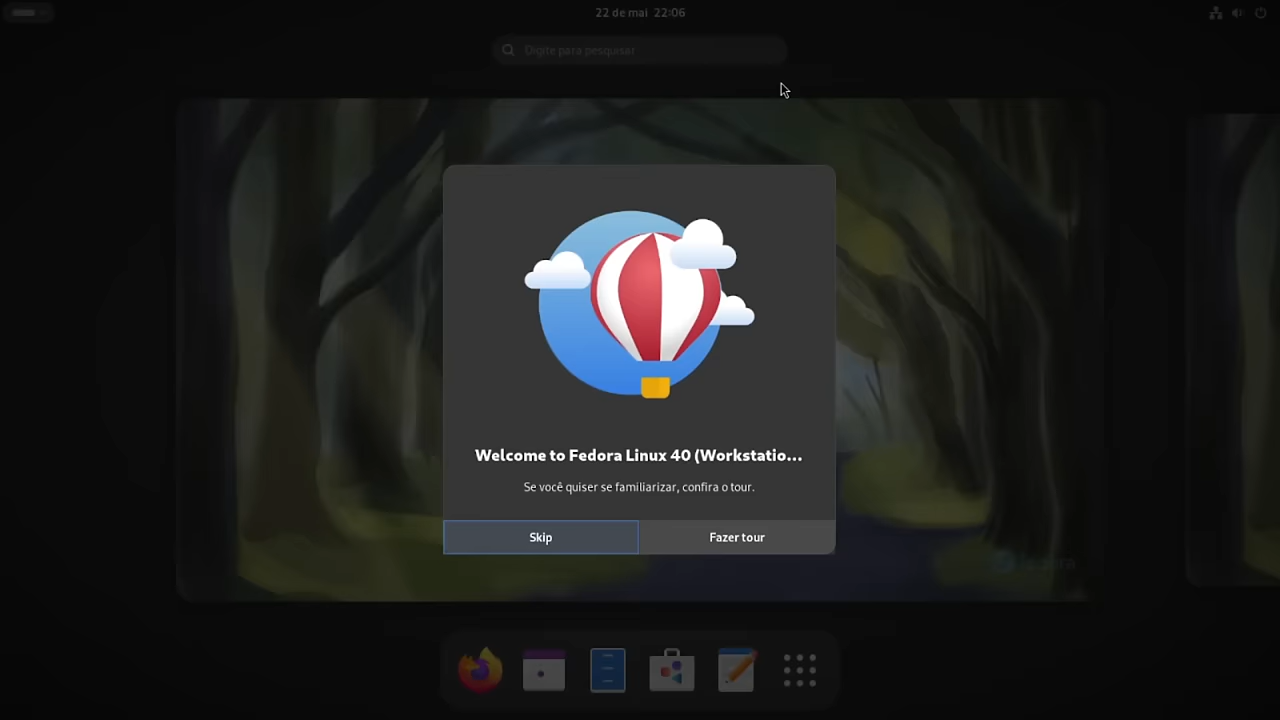 22 de mai 22:06
Digite para pesquisar
Welcome to Fedora Linux 40 (Workstatio...
Se você quiser se familiarizar, confira o tour.
Skip
Fazer tour